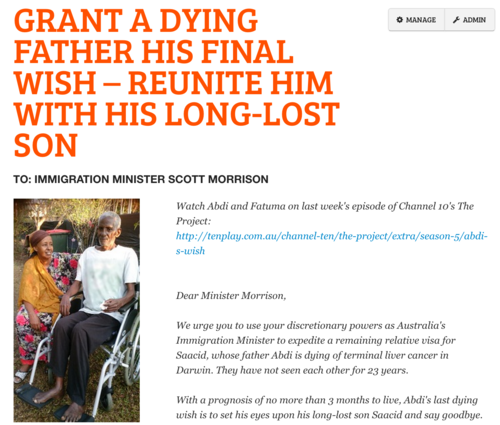 GRANT A DYING
FATHER HIS FINAL
WISH – REUNITE HIM
WITH HIS LONG-LOST
SON
MANAGE
ADMIN
TO: IMMIGRATION MINISTER SCOTT MORRISON
Watch Abdi and Fatuma on last week's episode of Channel 10's The
Project:
http://tenplay.com.au/channel-ten/the-project/extra/season-5/abdi-
s-wish
Dear Minister Morrison,
We urge you to use your discretionary powers as Australia's
Immigration Minister to expedite a remaining relative visa for
Saacid, whose father Abdi is dying of terminal liver cancer in
Darwin. They have not seen each other for 23 years.
With a prognosis of no more than 3 months to live, Abdi's last dying
wish is to set his eyes upon his long-lost son Saacid and say goodbye.